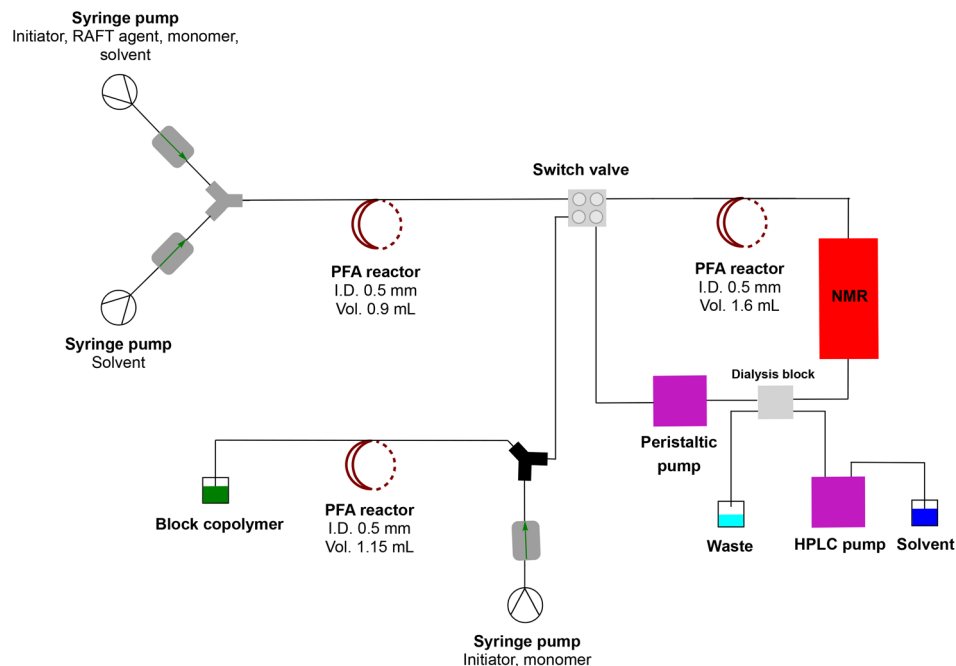 Syringe pump
Initiator, RAFT agent, monomer,
solvent
Switch valve
PFA reactor
I.D. 0.5 mm
Vol. 0.9 mL
PFA reactor
I.D. 0.5 mm
Vol. 1.6 mL
NMR
Syringe pump
Solvent
Dialysis block
Peristaltic
pump
Block copolymer
PFA reactor
I.D. 0.5 mm
Vol. 1.15 mL
Waste
HPLC pump
Solvent
Syringe pump
Initiator, monomer